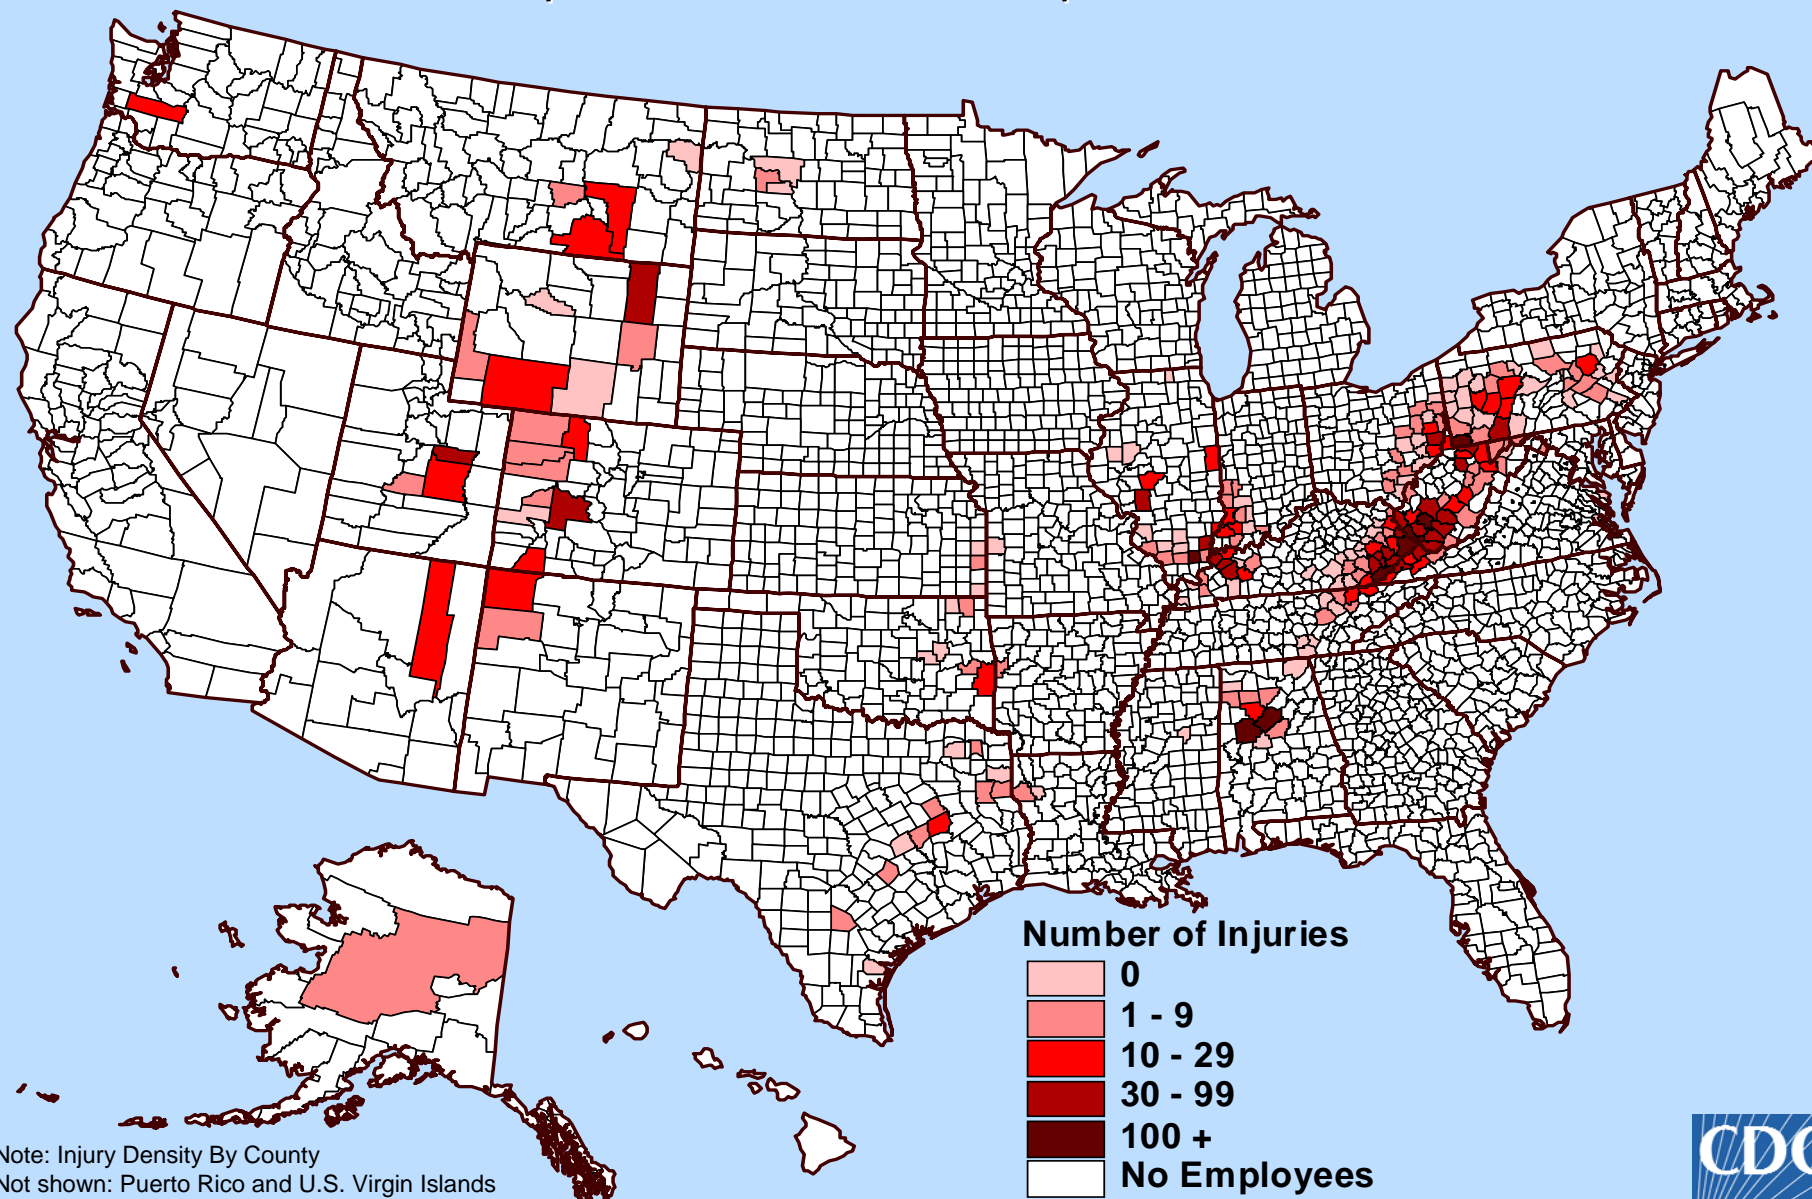 Number of Injuries
0
1 - 9
10 - 29
30 - 99
100 +
No Employees
Note: Injury Density By County
Not shown: Puerto Rico and U.S. Virgin Islands
CDC